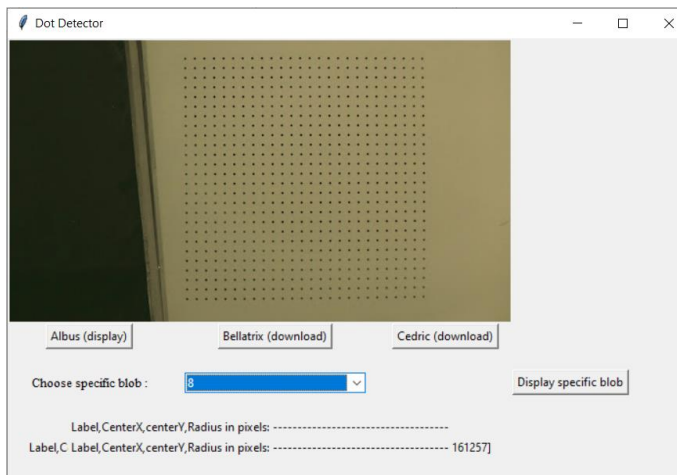 Dot Detector
Albus (display) Bellatrix (download) Cedric (download)
Choose specific blob : 8 Display specific blob
Label,CenterX,centerY,Radius in pixels: ------------------------------------
Label,C Label,CenterX,centerY,Radius in pixels: ------------------------------------ 161257]